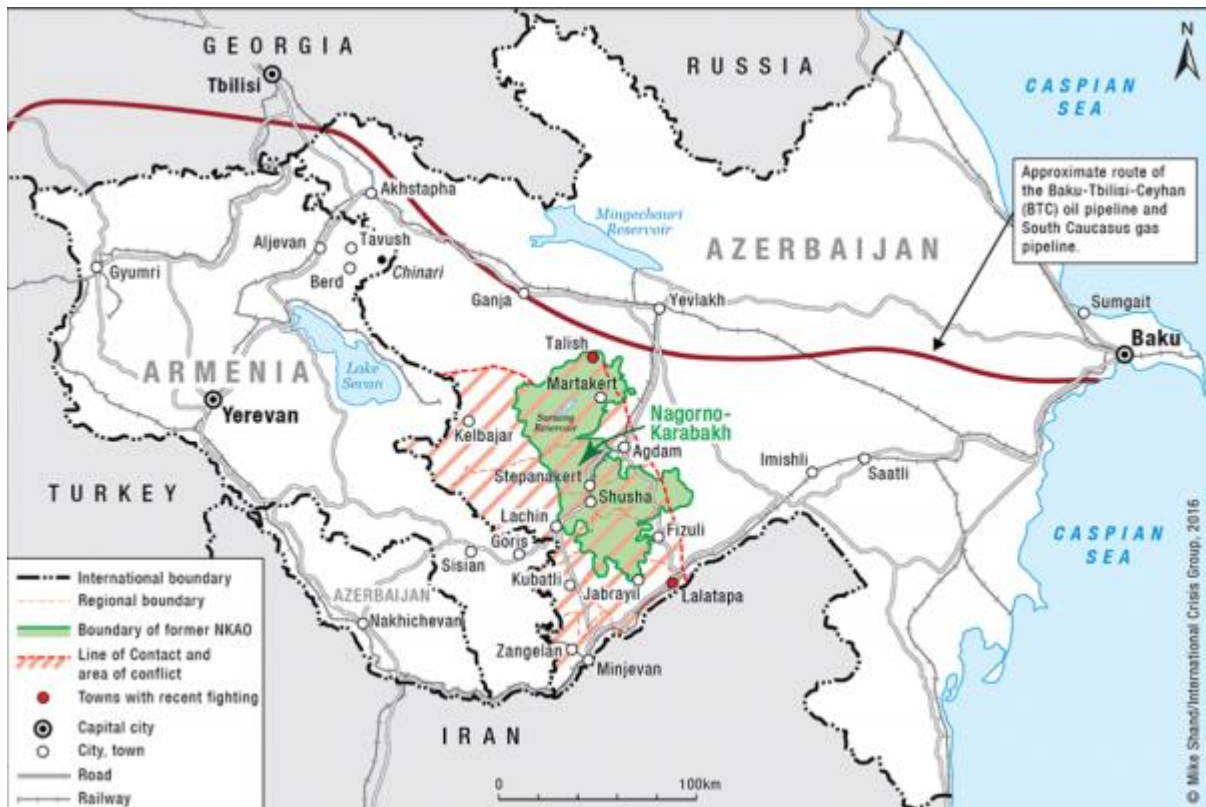 GEORGIA
Tbilisi
RUSSIA
N
CASPIAN
SEA
Akhstapha
Mingechauri
Reservoir
Approximate route of
the Baku-Tbilisi-Ceyhan
(BTC) oil pipeline and
South Caucasus gas
pipeline.
Aljevan
Tavush
Berd
Chinari
AZERBAIJAN
Gyumri
Ganja
Yevlakh
Sumgait
Baku
Talish
Martakert
ARMENIA
Lake
Sevan
Yerevan
Sarsang
Reservoir
Nagorno-
Karabakh
Kelbajar
Agdam
Imishli
Saatli
Stepanakert
Shusha
TURKEY
Lachin
Fizuli
Goris
Sisian
Kubatli
Jabrayil
Lalatapa
CASPIAN
SEA
AZERBAIJAN
Nakhichevan
Zangelan
Minjevan
IRAN
International boundary
Regional boundary
Boundary of former NKAO
Line of Contact and
area of conflict
Towns with recent fighting
Capital city
City, town
Road
Railway
0 100km
© Mike Shand/International Crisis Group, 2016